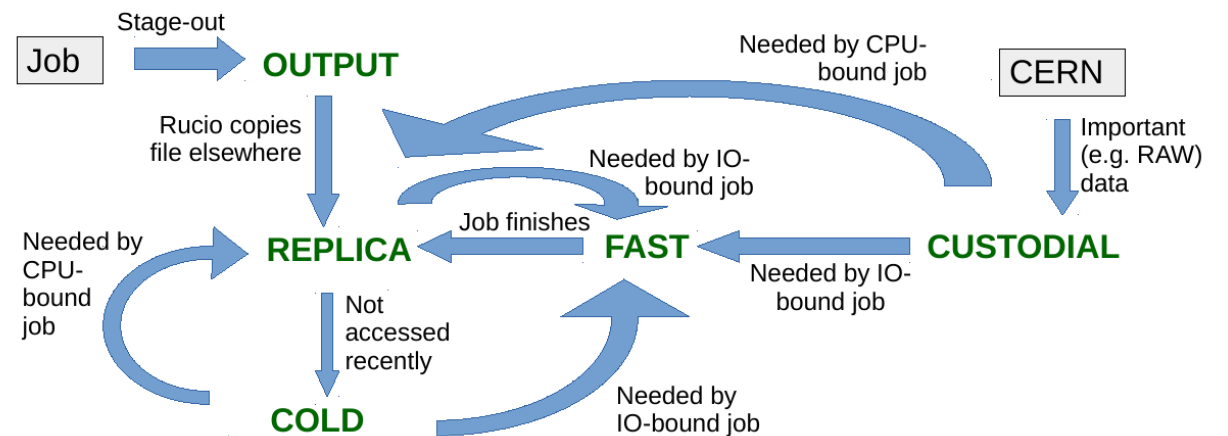 Stage-out
Job
OUTPUT
Needed by CPU-
bound job
CERN
Rucio copies
file elsewhere
Important
(e.g. RAW)
data
Needed by IO-
bound job
Job finishes
REPLICA
FAST
CUSTODIAL
Needed by
CPU-
bound
job
Needed by IO-
bound job
Not
accessed
recently
COLD
Needed by
IO-bound job